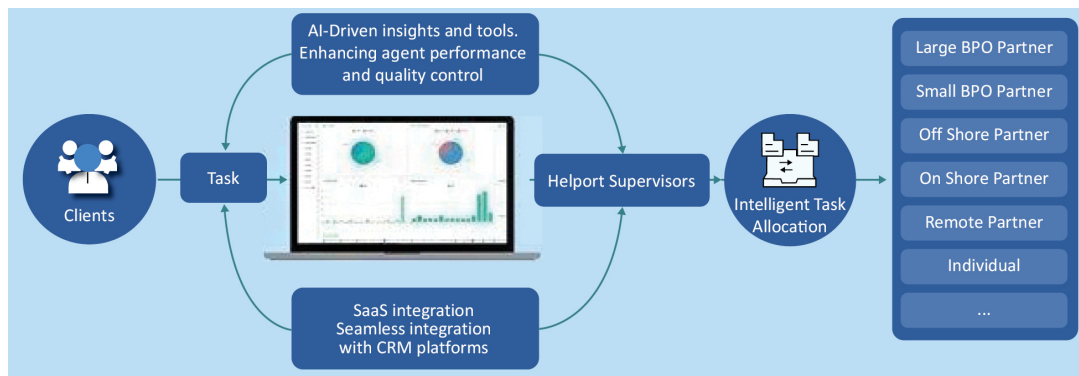 AI-Driven insights and tools.
Enhancing agent performance
and quality control
Clients
Task
Helport Supervisors
Intelligent Task
Allocation
SaaS integration
Seamless integration
with CRM platforms
Large BPO Partner
Small BPO Partner
Off Shore Partner
On Shore Partner
Remote Partner
Individual
...